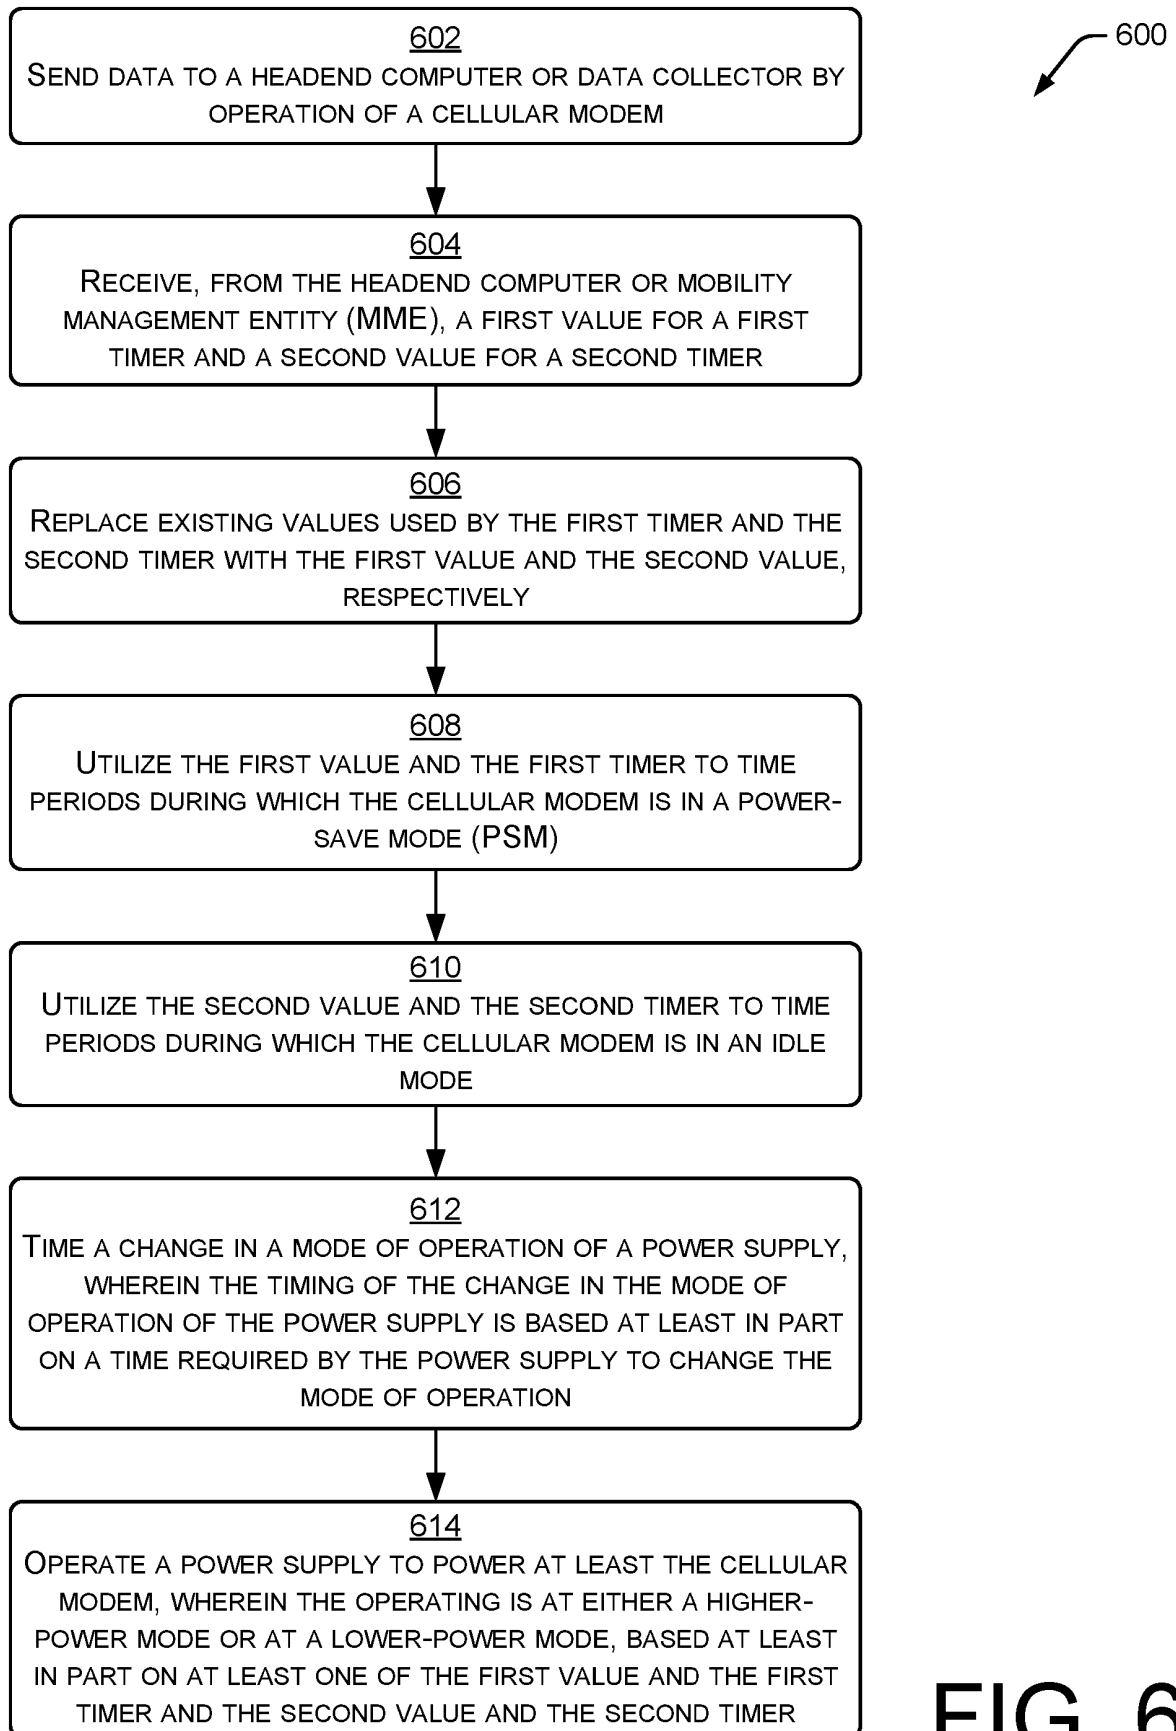 602
SEND DATA TO A HEADEND COMPUTER OR DATA COLLECTOR BY
OPERATION OF A CELLULAR MODEM
600
604
RECEIVE, FROM THE HEADEND COMPUTER OR MOBILITY
MANAGEMENT ENTITY (MME), A FIRST VALUE FOR A FIRST
TIMER AND A SECOND VALUE FOR A SECOND TIMER
606
REPLACE EXISTING VALUES USED BY THE FIRST TIMER AND THE
SECOND TIMER WITH THE FIRST VALUE AND THE SECOND VALUE,
RESPECTIVELY
608
UTILIZE THE FIRST VALUE AND THE FIRST TIMER TO TIME
PERIODS DURING WHICH THE CELLULAR MODEM IS IN A POWER-
SAVE MODE (PSM)
610
UTILIZE THE SECOND VALUE AND THE SECOND TIMER TO TIME
PERIODS DURING WHICH THE CELLULAR MODEM IS IN AN IDLE
MODE
612
TIME A CHANGE IN A MODE OF OPERATION OF A POWER SUPPLY,
WHEREIN THE TIMING OF THE CHANGE IN THE MODE OF
OPERATION OF THE POWER SUPPLY IS BASED AT LEAST IN PART
ON A TIME REQUIRED BY THE POWER SUPPLY TO CHANGE THE
MODE OF OPERATION
614
OPERATE A POWER SUPPLY TO POWER AT LEAST THE CELLULAR
MODEM, WHEREIN THE OPERATING IS AT EITHER A HIGHER-
POWER MODE OR AT A LOWER-POWER MODE, BASED AT LEAST
IN PART ON AT LEAST ONE OF THE FIRST VALUE AND THE FIRST
TIMER AND THE SECOND VALUE AND THE SECOND TIMER
FIG. 6